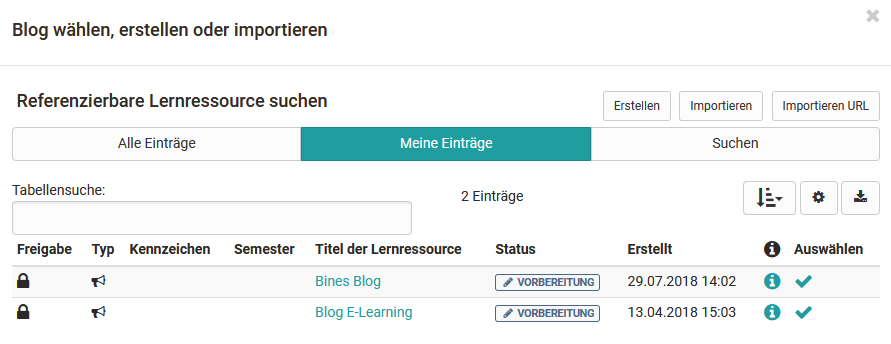 Blog wählen, erstellen oder importieren
Referenzierbare Lernressource suchen
Erstellen Importieren Importieren URL
Alle Einträge Meine Einträge Suchen
Tabellensuche:
2 Einträge
Freigabe Typ Kennzeichen Semester Titel der Lernressource Status Erstellt Auswählen
Bines Blog VORBEREITUNG 29.07.2018 14:02
Blog E-Learning VORBEREITUNG 13.04.2018 15:03